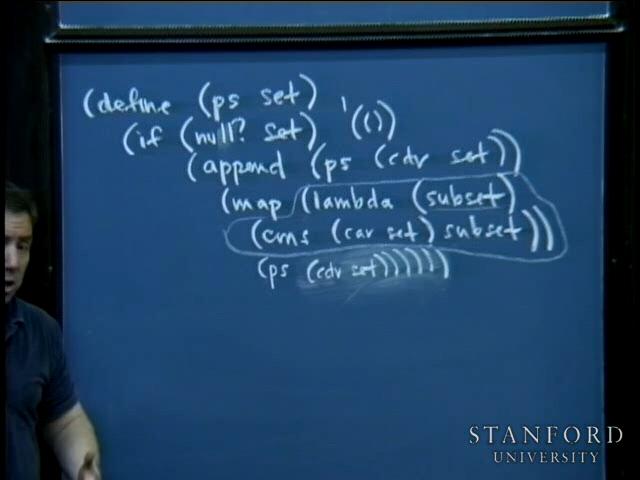 (define (ps set)
(if (null? set) '(())
(append (ps (cdr set))
(map (lambda (subset)
(cons (car set) subset))
(ps (cdr set))))))
STANFORD
UNIVERSITY